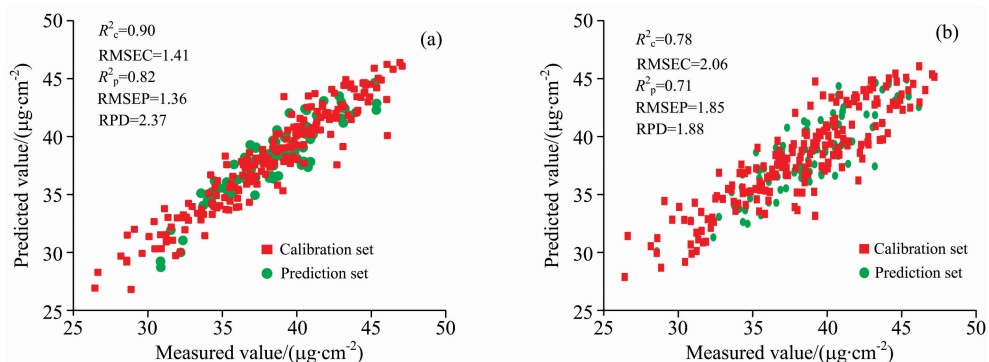 50
45
40
35
30
25
Predicted value/(μg·cm⁻²)
R²c=0.90
RMSEC=1.41
R²p=0.82
RMSEP=1.36
RPD=2.37
(a)
Calibration set
Prediction set
25 30 35 40 45 50
Measured value/(μg·cm⁻²)
50
45
40
35
30
25
Predicted value/(μg·cm⁻²)
R²c=0.78
RMSEC=2.06
R²p=0.71
RMSEP=1.85
RPD=1.88
(b)
Calibration set
Prediction set
25 30 35 40 45 50
Measured value/(μg·cm⁻²)